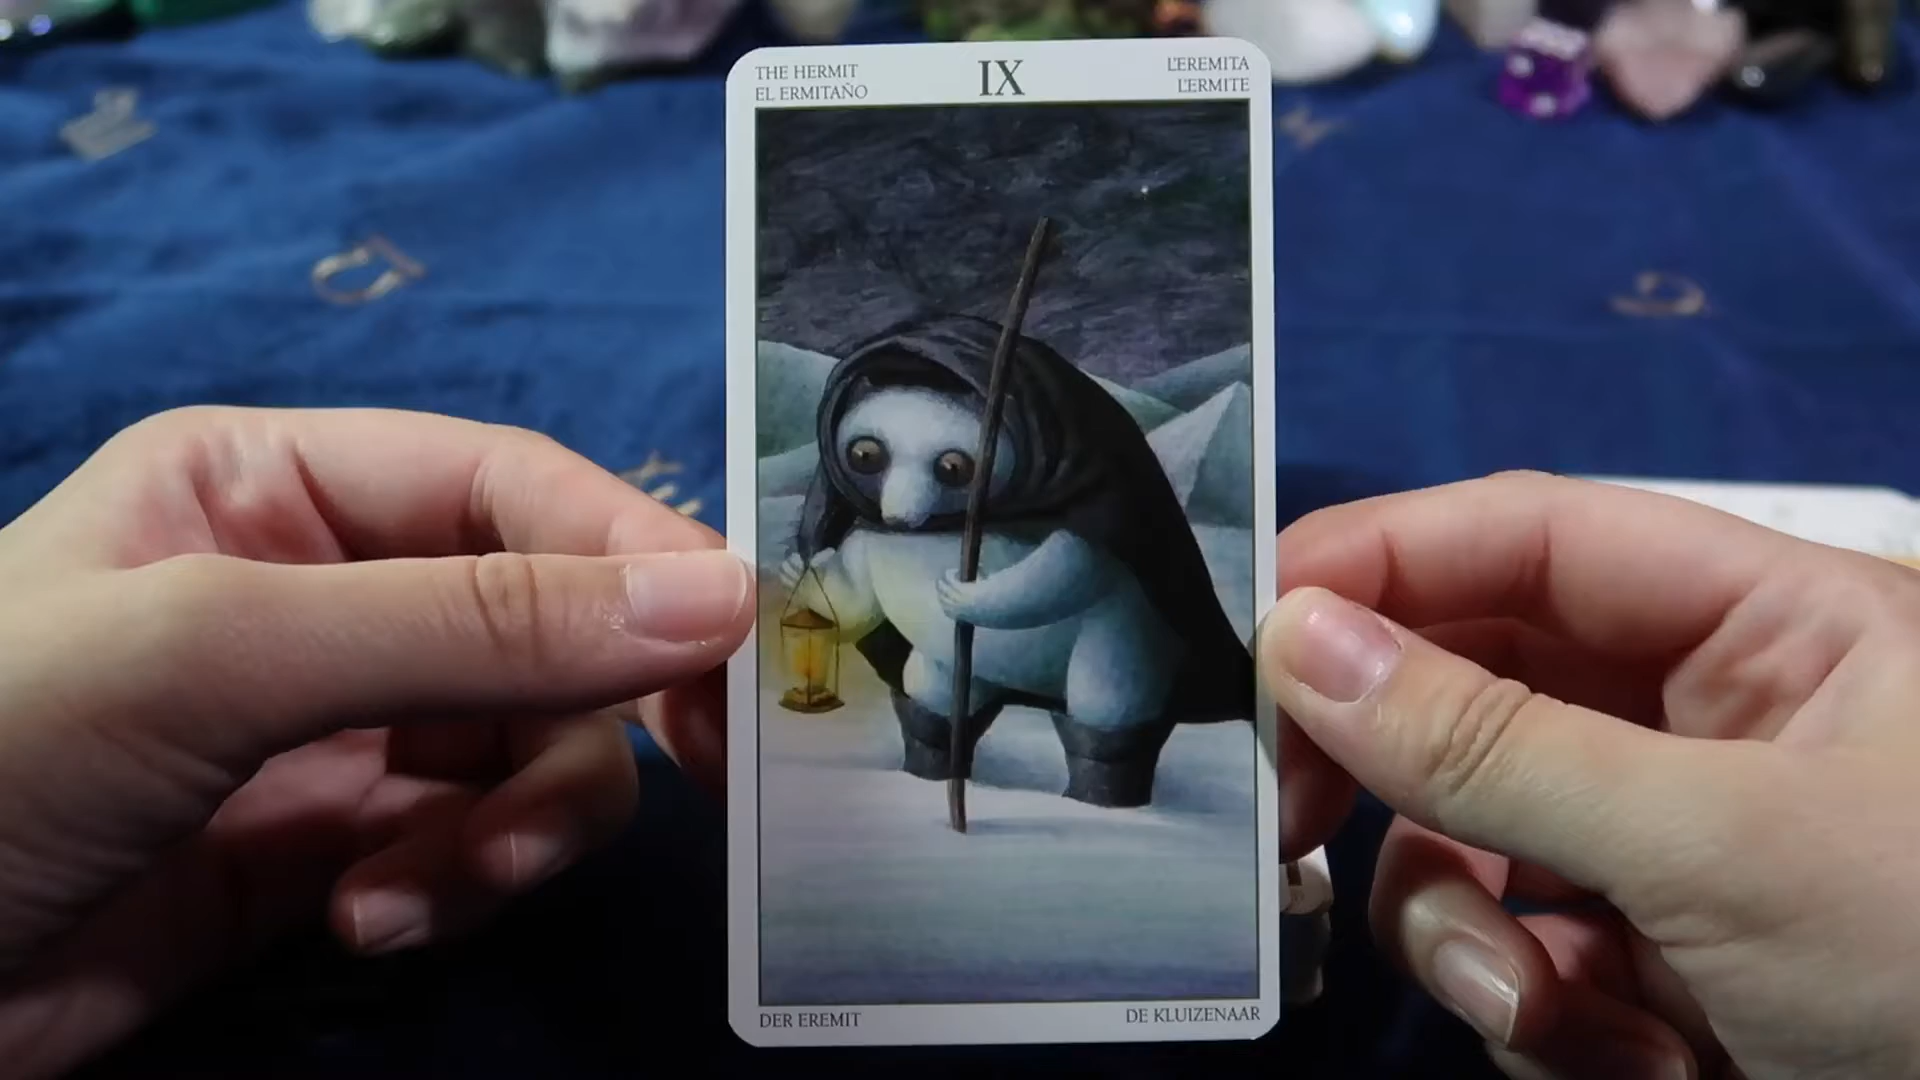 THE HERMIT
EL ERMITAÑO
IX
L'EREMITA
L'ERMITE
DER EREMIT
DE KLUIZENAAR